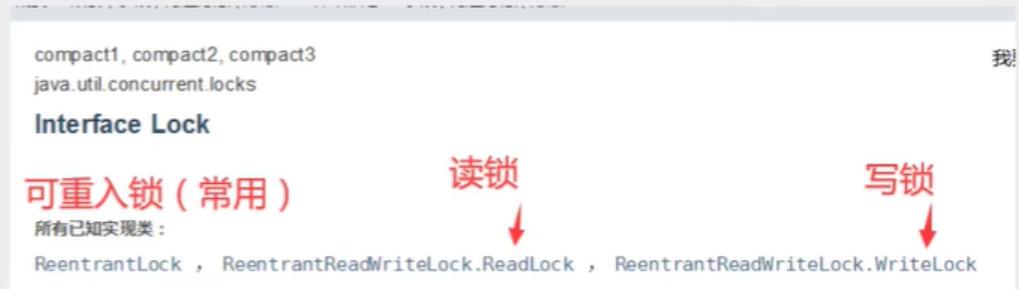 compact1, compact2, compact3
我
java.util.concurrent.locks
Interface Lock
可重入锁（常用）
读锁
写锁
所有已知实现类：
ReentrantLock ， ReentrantReadWriteLock.ReadLock ， ReentrantReadWriteLock.WriteLock